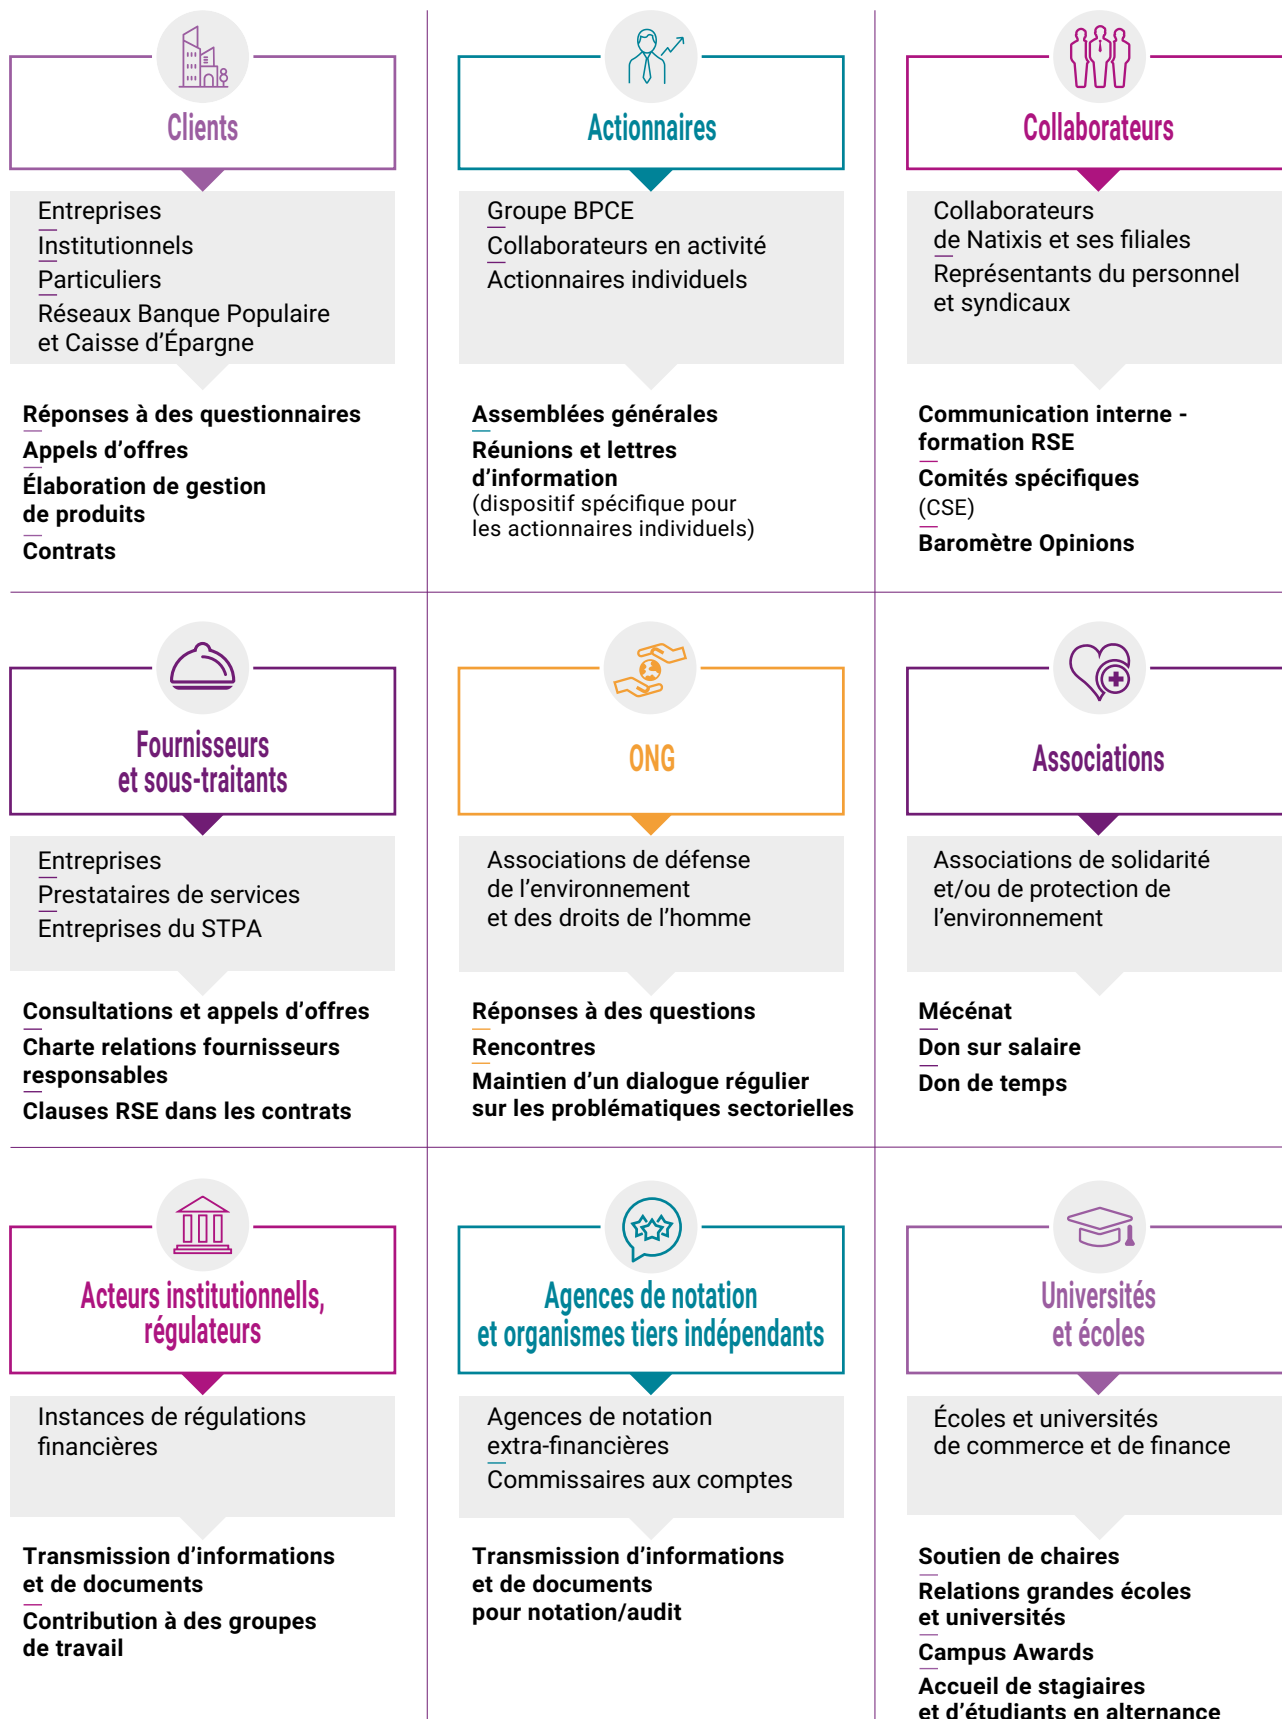 Clients
Entreprises
Institutionnels
Particuliers
Réseaux Banque Populaire
et Caisse d’Épargne
Réponses à des questionnaires
Appels d’offres
Élaboration de gestion
de produits
Contrats
Actionnaires
Groupe BPCE
Collaborateurs en activité
Actionnaires individuels
Assemblées générales
Réunions et lettres
d’information
(dispositif spécifique pour
les actionnaires individuels)
Collaborateurs
Collaborateurs
de Natixis et ses filiales
Représentants du personnel
et syndicaux
Communication interne -
formation RSE
Comités spécifiques
(CSE)
Baromètre Opinions
Fournisseurs
et sous-traitants
Entreprises
Prestataires de services
Entreprises du STPA
Consultations et appels d’offres
Charte relations fournisseurs
responsables
Clauses RSE dans les contrats
ONG
Associations de défense
de l’environnement
et des droits de l’homme
Réponses à des questions
Rencontres
Maintien d’un dialogue régulier
sur les problématiques sectorielles
Associations
Associations de solidarité
et/ou de protection de
l’environnement
Mécénat
Don sur salaire
Don de temps
Acteurs institutionnells,
régulateurs
Instances de régulations
financières
Transmission d’informations
et de documents
Contribution à des groupes
de travail
Agences de notation
et organismes tiers indépendants
Agences de notation
extra-financières
Commissaires aux comptes
Transmission d’informations
et de documents
pour notation/audit
Universités
et écoles
Écoles et universités
de commerce et de finance
Soutien de chaires
Relations grandes écoles
et universités
Campus Awards
Accueil de stagiaires
et d’étudiants en alternance